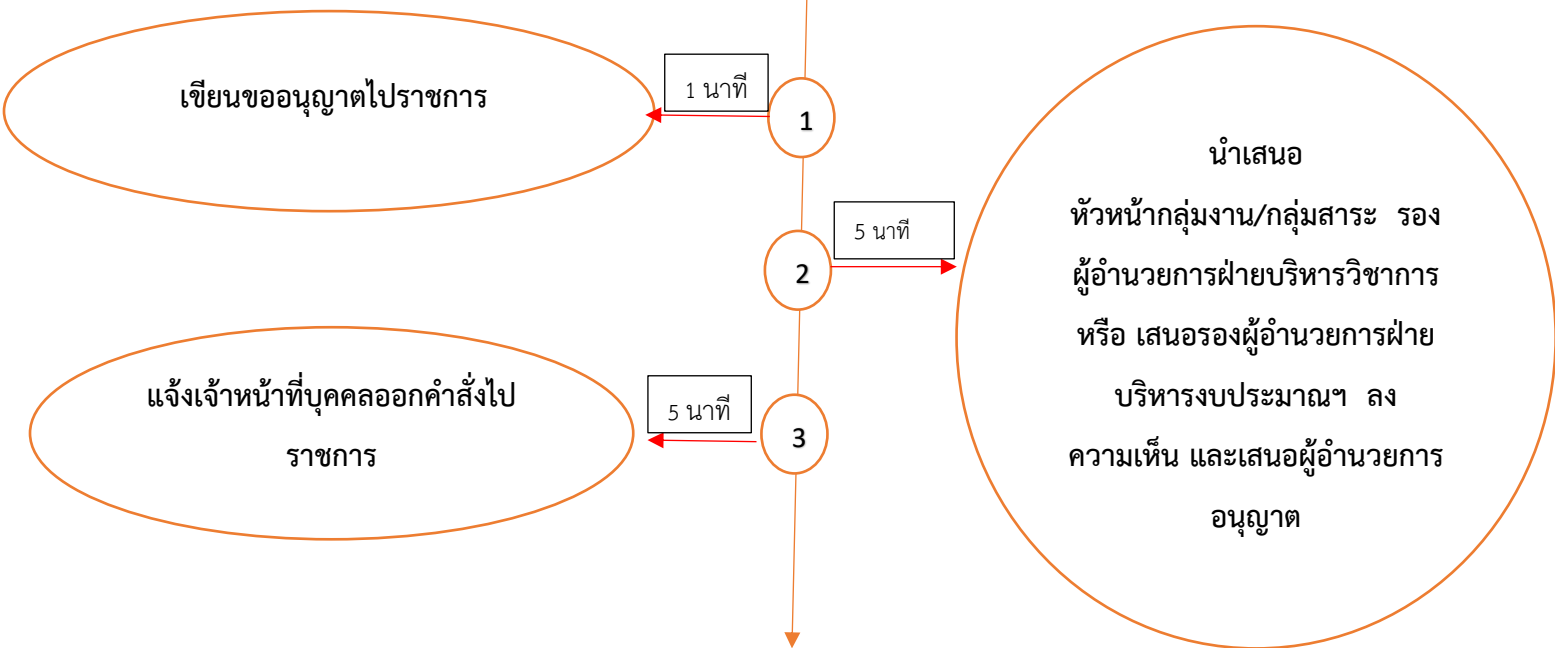 เขียนขออนุญาตไปราชการ
1 นาที
1
นำเสนอ
หัวหน้ากลุ่มงาน/กลุ่มสาระ รอง
ผู้อำนวยการฝ่ายบริหารวิชาการ
หรือ เสนอรองผู้อำนวยการฝ่าย
บริหารงบประมาณฯ ลง
ความเห็น และเสนอผู้อำนวยการ
อนุญาต
5 นาที
2
แจ้งเจ้าหน้าที่บุคคลออกคำสั่งไป
ราชการ
5 นาที
3